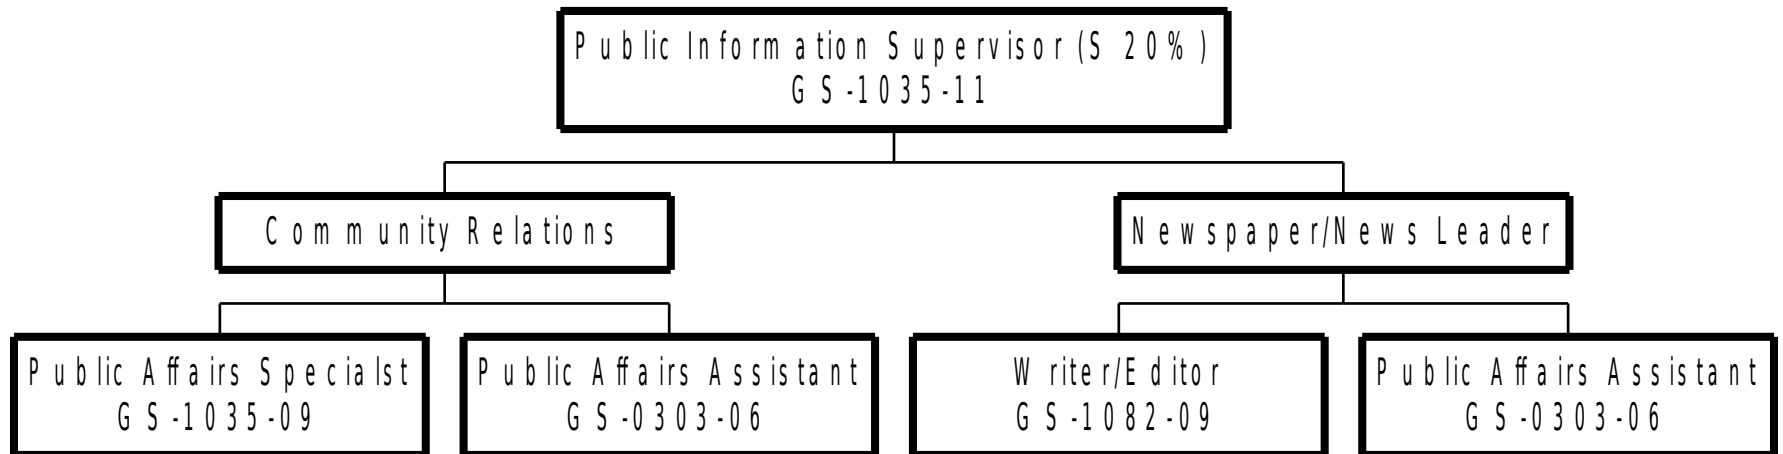 Public Information Supervisor (S 20%)
GS-1035-11
Community Relations
Newspaper/News Leader
Public Affairs Specialst
GS-1035-09
Public Affairs Assistant
GS-0303-06
Writer/Editor
GS-1082-09
Public Affairs Assistant
GS-0303-06